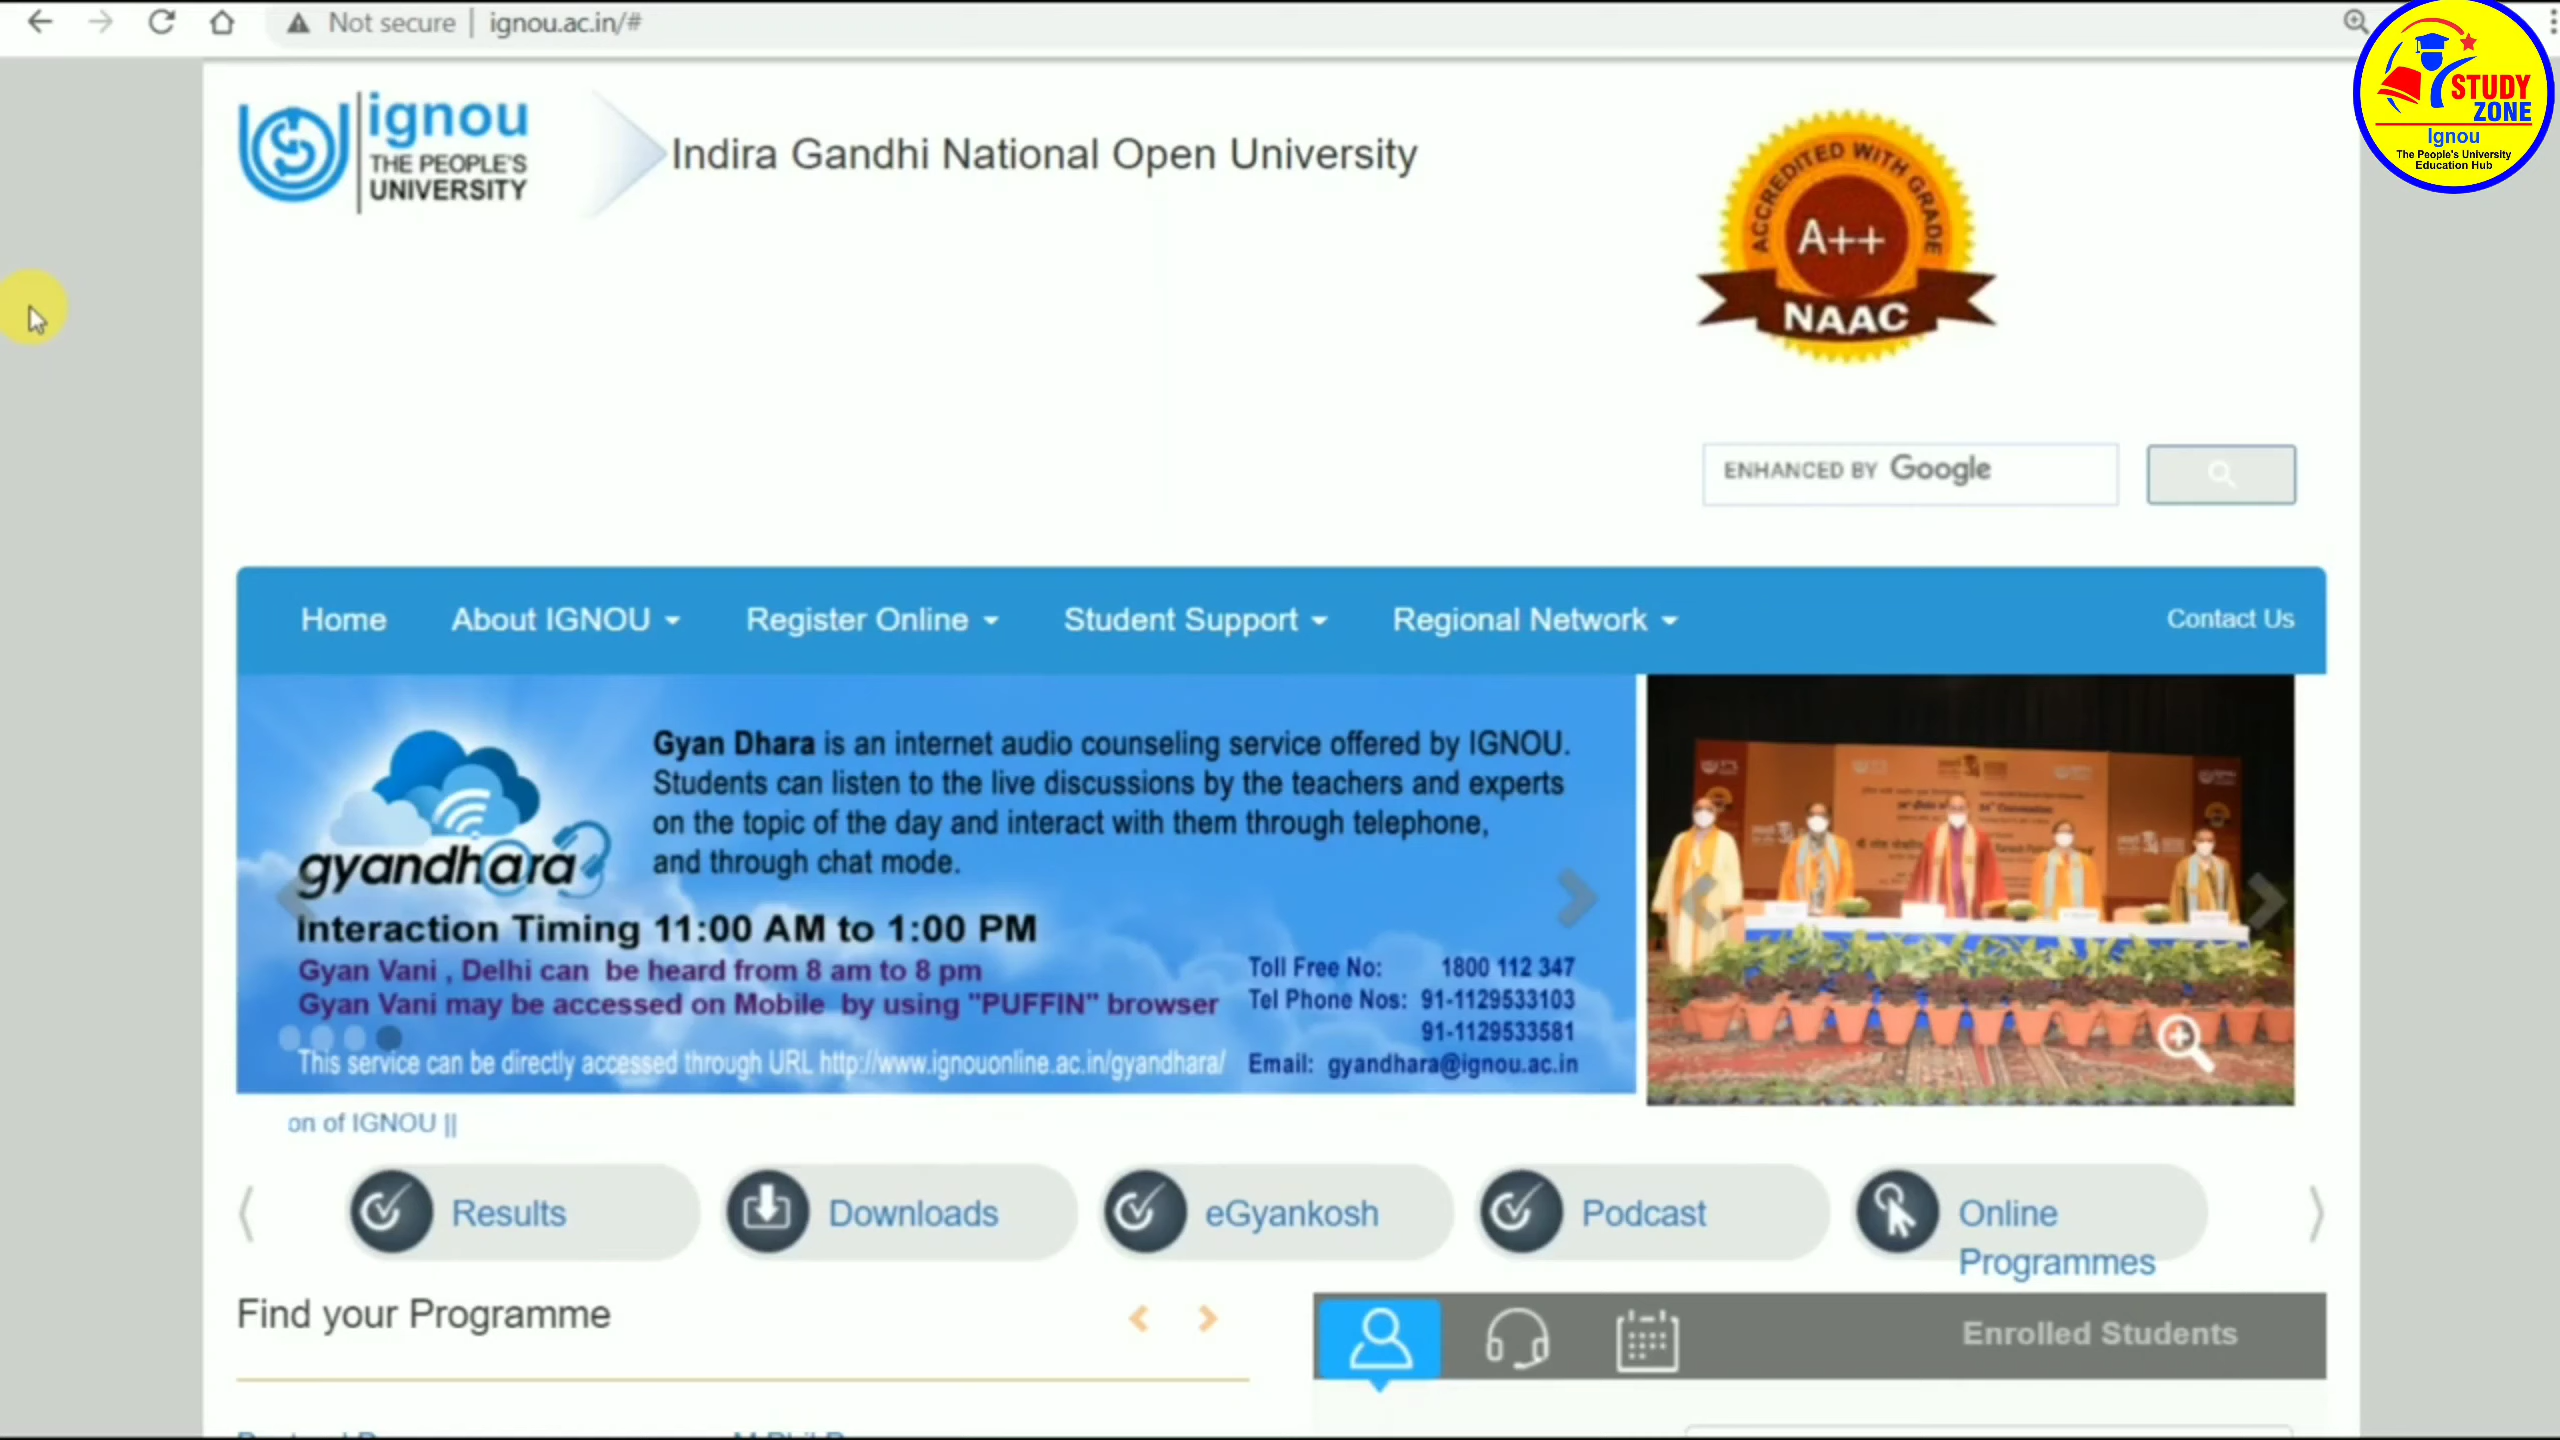 Not secure | ignou.ac.in/#
STUDY
ZONE
Ignou
The People's University
Education Hub
ignou
THE PEOPLE'S
UNIVERSITY
Indira Gandhi National Open University
ACCREDITED WITH GRADE
A++
NAAC
ENHANCED BY Google
Home
About IGNOU
Register Online
Student Support
Regional Network
Contact Us
gyandhara
Gyan Dhara is an internet audio counseling service offered by IGNOU.
Students can listen to the live discussions by the teachers and experts
on the topic of the day and interact with them through telephone,
and through chat mode.
Interaction Timing 11:00 AM to 1:00 PM
Gyan Vani , Delhi can be heard from 8 am to 8 pm
Gyan Vani may be accessed on Mobile by using "PUFFIN" browser
This service can be directly accessed through URL http://www.ignouonline.ac.in/gyandhara/
Toll Free No: 1800 112 347
Tel Phone Nos: 91-1129533103
91-1129533581
Email: gyandhara@ignou.ac.in
on of IGNOU ||
Results
Downloads
eGyankosh
Podcast
Online
Programmes
Find your Programme
Enrolled Students